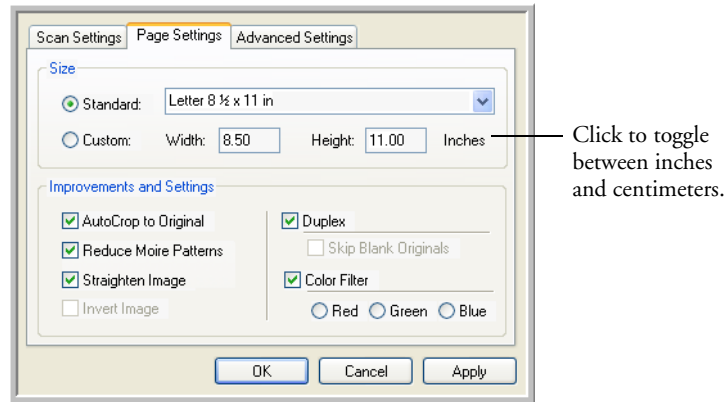 Scan Settings Page Settings Advanced Settings
Size
Standard: Letter 8 ½ x 11 in
Custom: Width: 8.50 Height: 11.00 Inches
Click to toggle
between inches
and centimeters.
Improvements and Settings
AutoCrop to Original
Reduce Moire Patterns
Straighten Image
Invert Image
Duplex
Skip Blank Originals
Color Filter
Red Green Blue
OK Cancel Apply